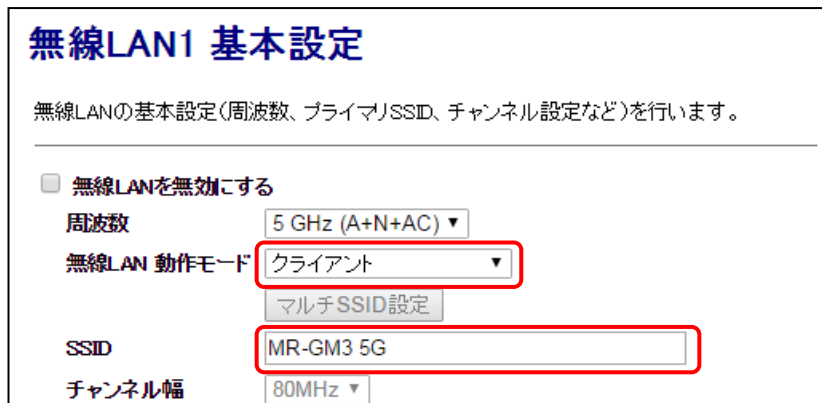 無線LAN1 基本設定
無線LANの基本設定(周波数、プライマリSSID、チャンネル設定など)を行います。
無線LANを無効にする
周波数 5 GHz (A+N+AC)
無線LAN 動作モード クライアント
マルチSSID設定
SSID MR-GM3 5G
チャンネル幅 80MHz